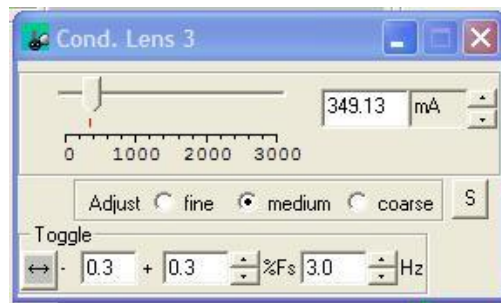 Cond. Lens 3
349.13 mA
0 1000 2000 3000
Adjust fine medium coarse S
Toggle
↔ - 0.3 + 0.3 %Fs 3.0 Hz